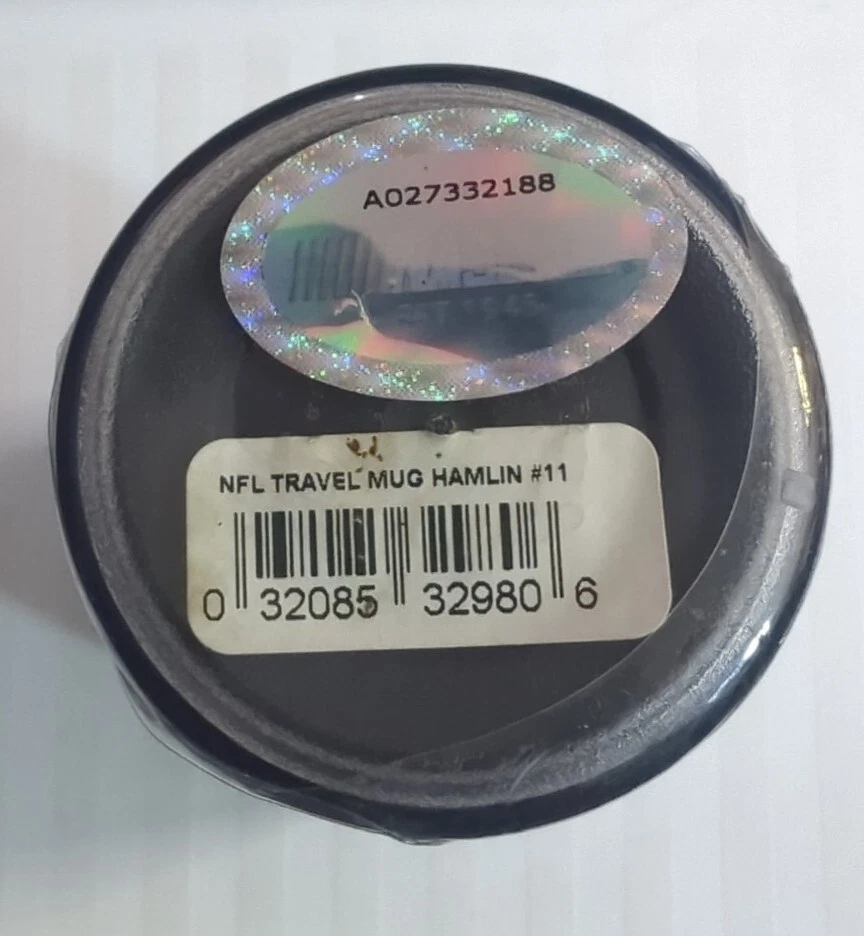 A027332188
NFL TRAVEL MUG HAMLIN #11
0 32085 32980 6